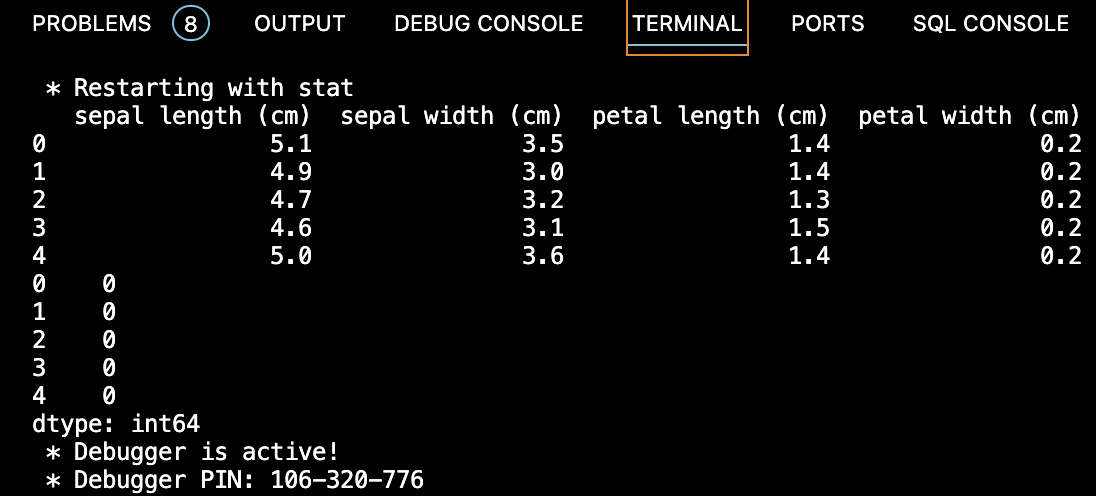 PROBLEMS 8 OUTPUT DEBUG CONSOLE TERMINAL PORTS SQL CONSOLE
* Restarting with stat
sepal length (cm) sepal width (cm) petal length (cm) petal width (cm)
0 5.1 3.5 1.4 0.2
1 4.9 3.0 1.4 0.2
2 4.7 3.2 1.3 0.2
3 4.6 3.1 1.5 0.2
4 5.0 3.6 1.4 0.2
0 0
1 0
2 0
3 0
4 0
dtype: int64
* Debugger is active!
* Debugger PIN: 106-320-776